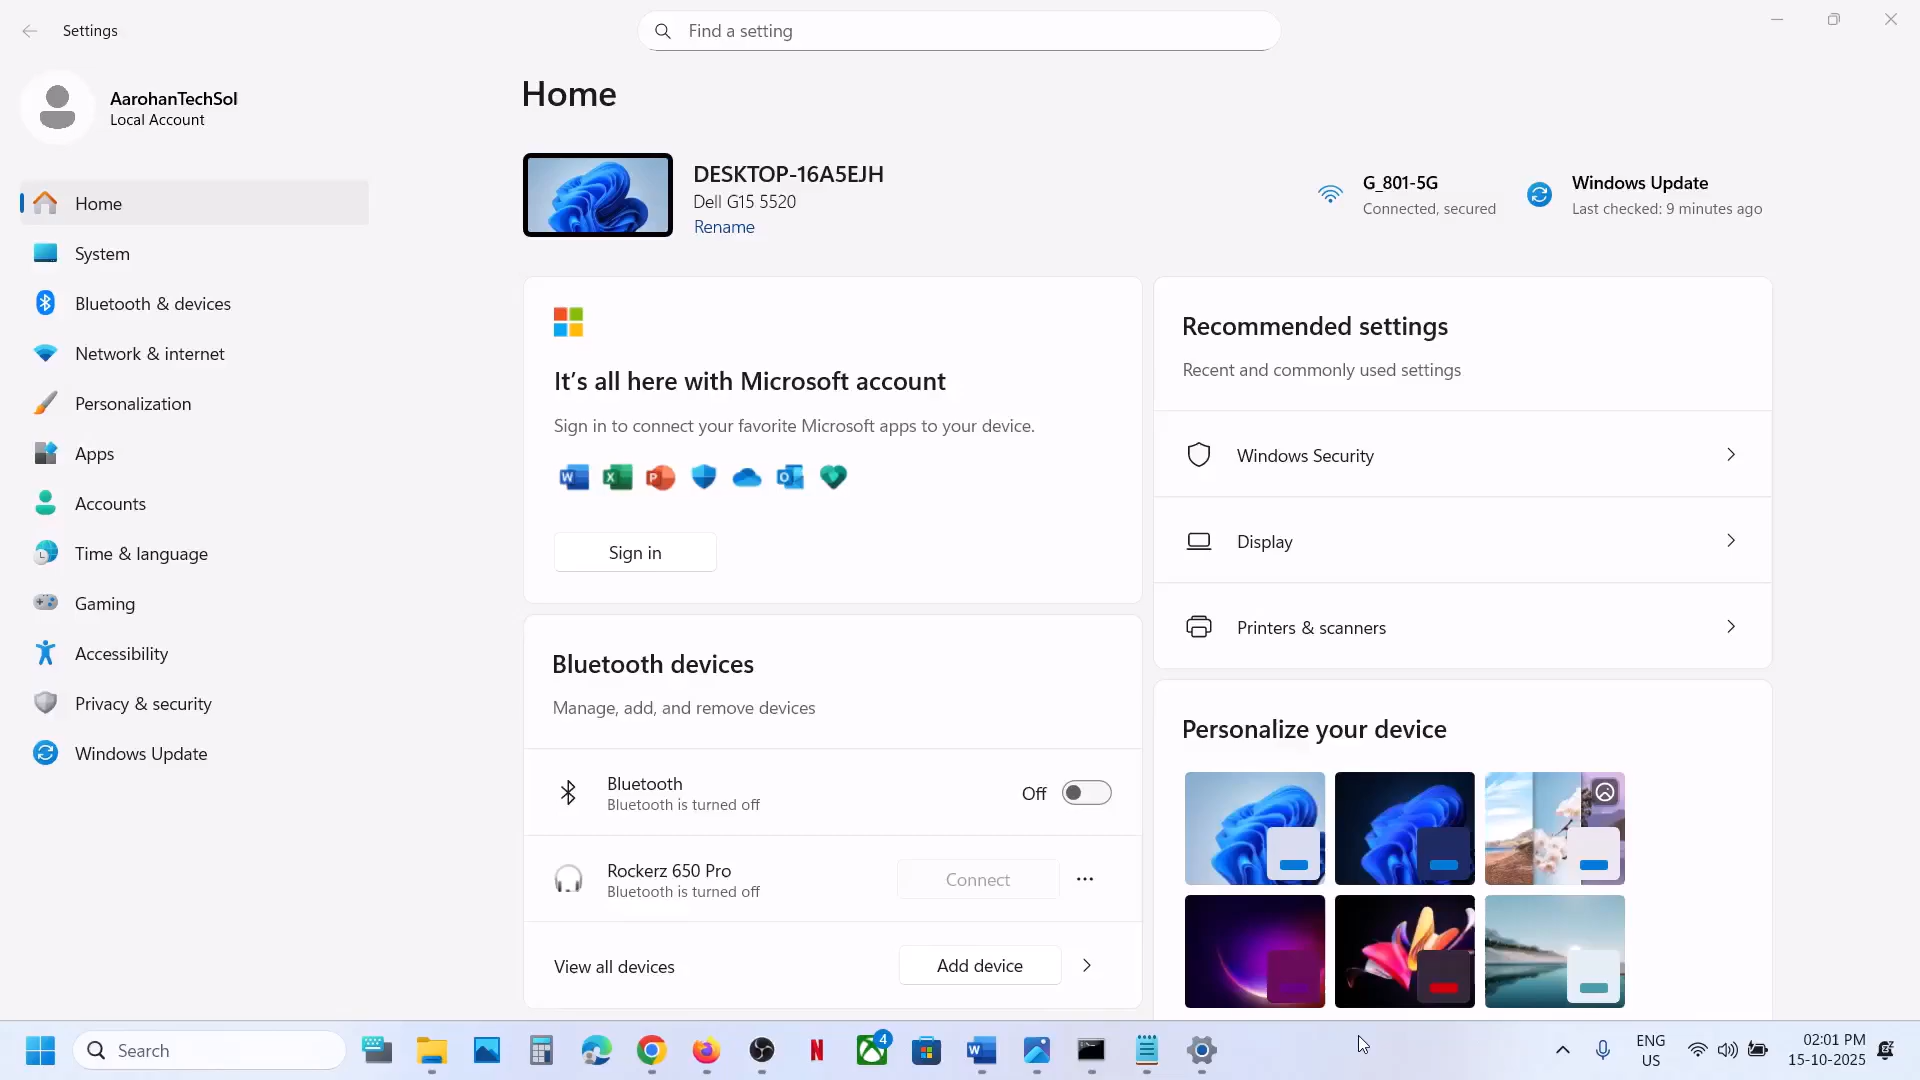 Settings
Find a setting
AarohanTechSol
Local Account
Home
System
Bluetooth & devices
Network & internet
Personalization
Apps
Accounts
Time & language
Gaming
Accessibility
Privacy & security
Windows Update
Home
DESKTOP-16A5EJH
Dell G15 5520
Rename
G_801-5G
Connected, secured
Windows Update
Last checked: 9 minutes ago
It's all here with Microsoft account
Sign in to connect your favorite Microsoft apps to your device.
Sign in
Bluetooth devices
Manage, add, and remove devices
Bluetooth
Bluetooth is turned off
Off
Rockerz 650 Pro
Bluetooth is turned off
Connect
View all devices
Add device
Recommended settings
Recent and commonly used settings
Windows Security
Display
Printers & scanners
Personalize your device
Search
4
ENG
US
02:01 PM
15-10-2025